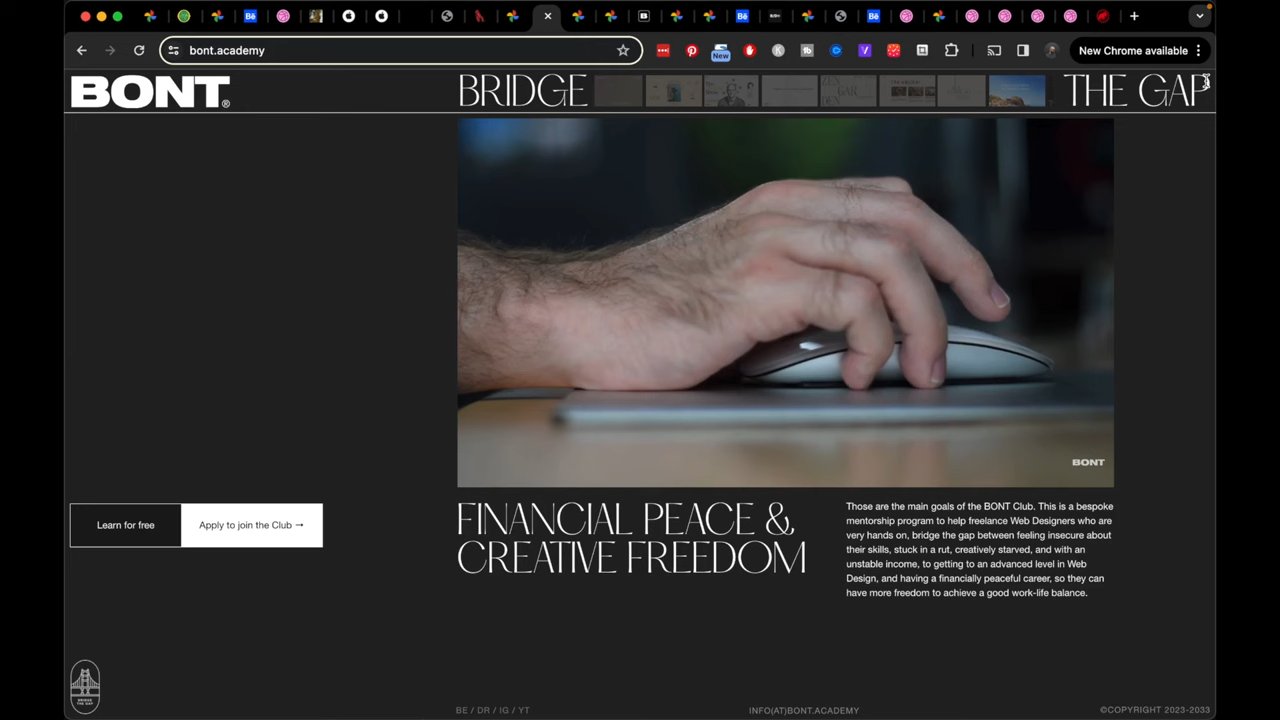 bont.academy
New
New Chrome available
BONT®
BRIDGE
THE GAP
BONT
Learn for free
Apply to join the Club →
FINANCIAL PEACE &
CREATIVE FREEDOM
Those are the main goals of the BONT Club. This is a bespoke
mentorship program to help freelance Web Designers who are
very hands on, bridge the gap between feeling insecure about
their skills, stuck in a rut, creatively starved, and with an
unstable income, to getting to an advanced level in Web
Design, and having a financially peaceful career, so they can
have more freedom to achieve a good work-life balance.
BRIDGE
THE GAP
BE / DR / IG / YT
INFO(AT)BONT.ACADEMY
©COPYRIGHT 2023-2033